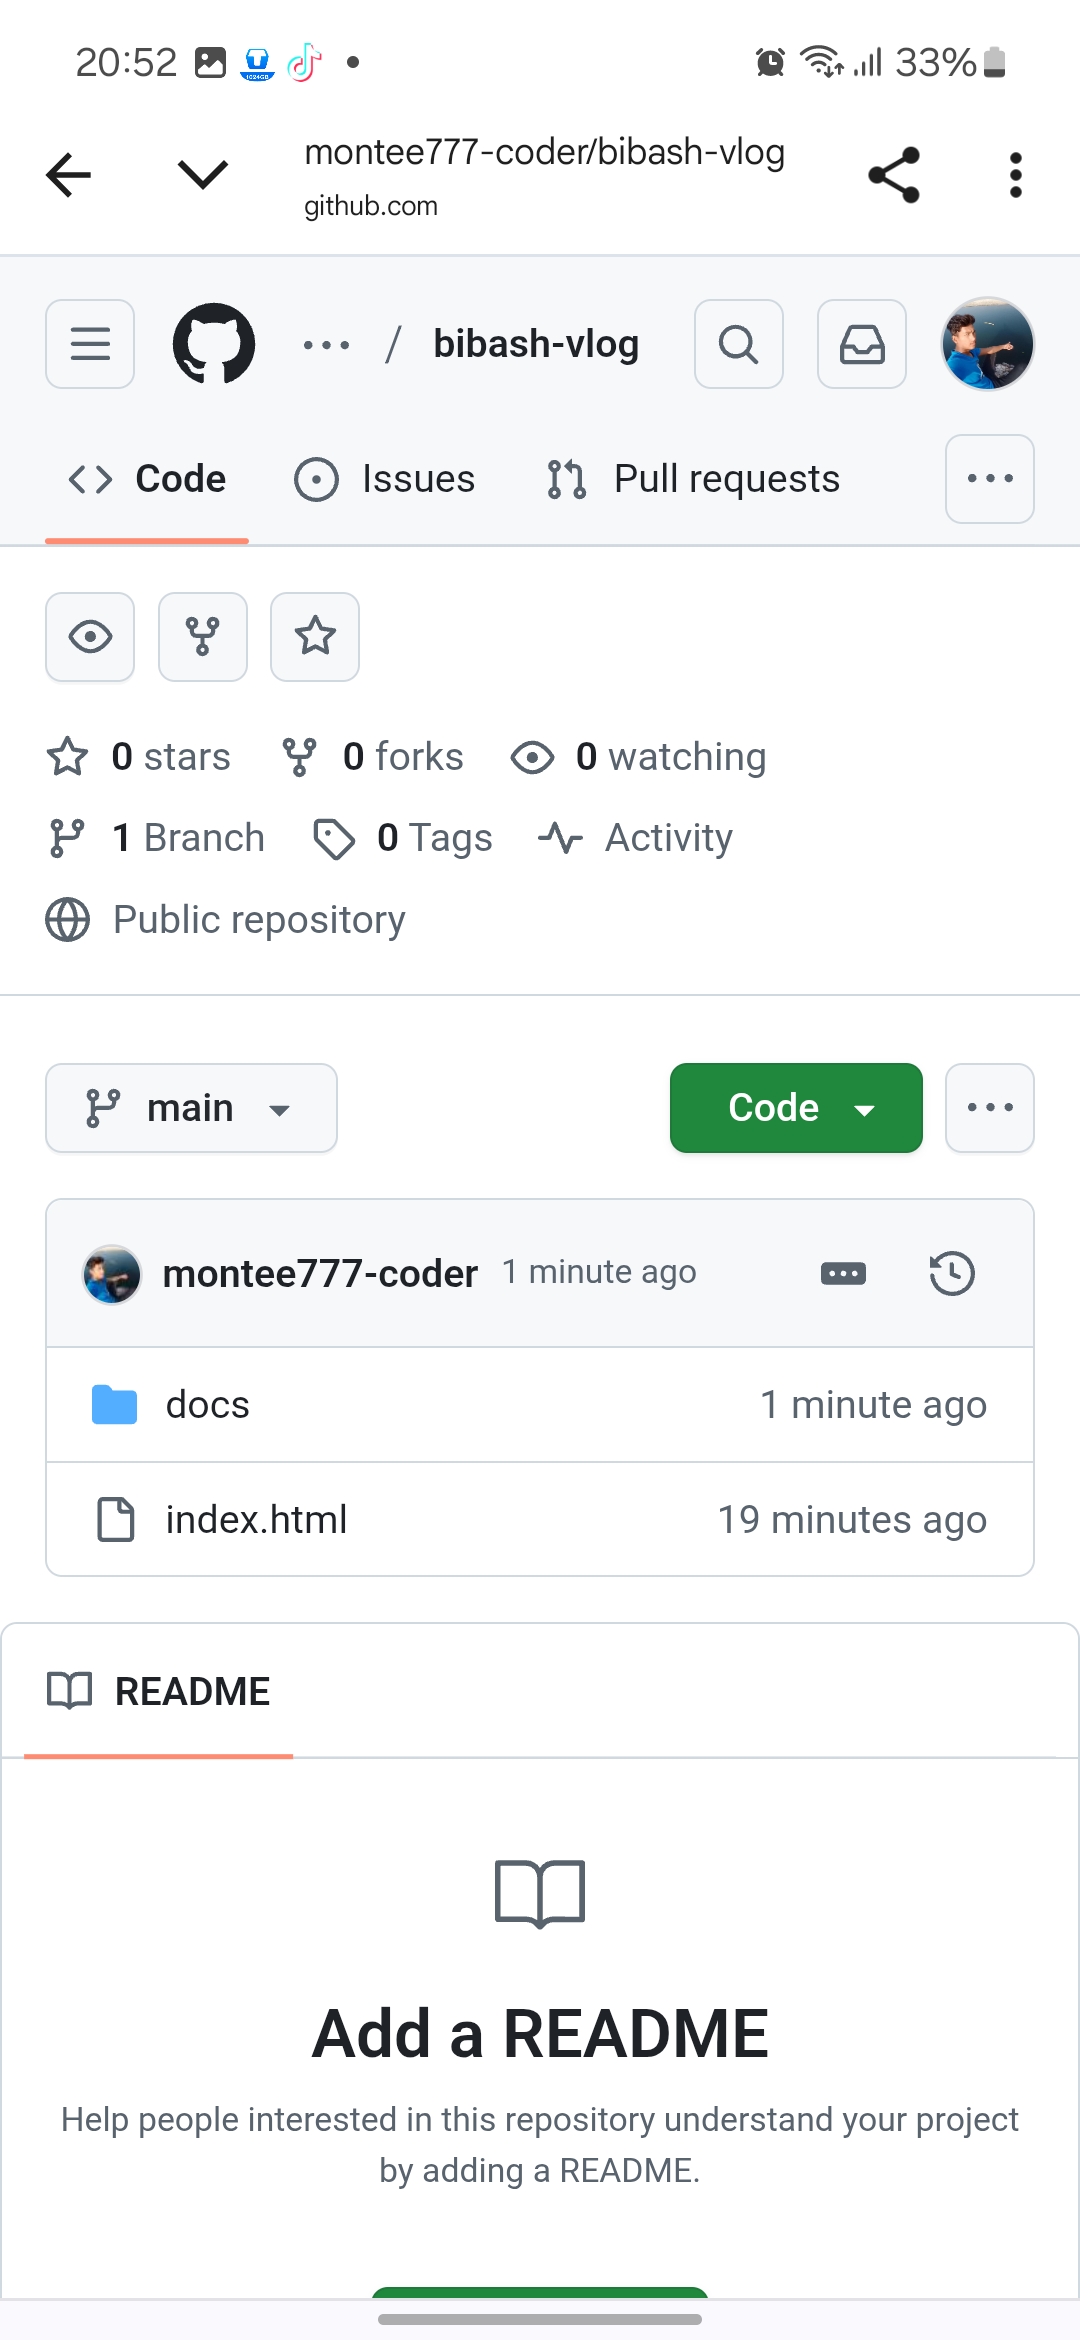 20:52 33%
montee777-coder/bibash-vlog
github.com
/ bibash-vlog
Code Issues Pull requests
0 stars 0 forks 0 watching
1 Branch 0 Tags Activity
Public repository
main Code
montee777-coder 1 minute ago
docs 1 minute ago
index.html 19 minutes ago
README
Add a README
Help people interested in this repository understand your project
by adding a README.